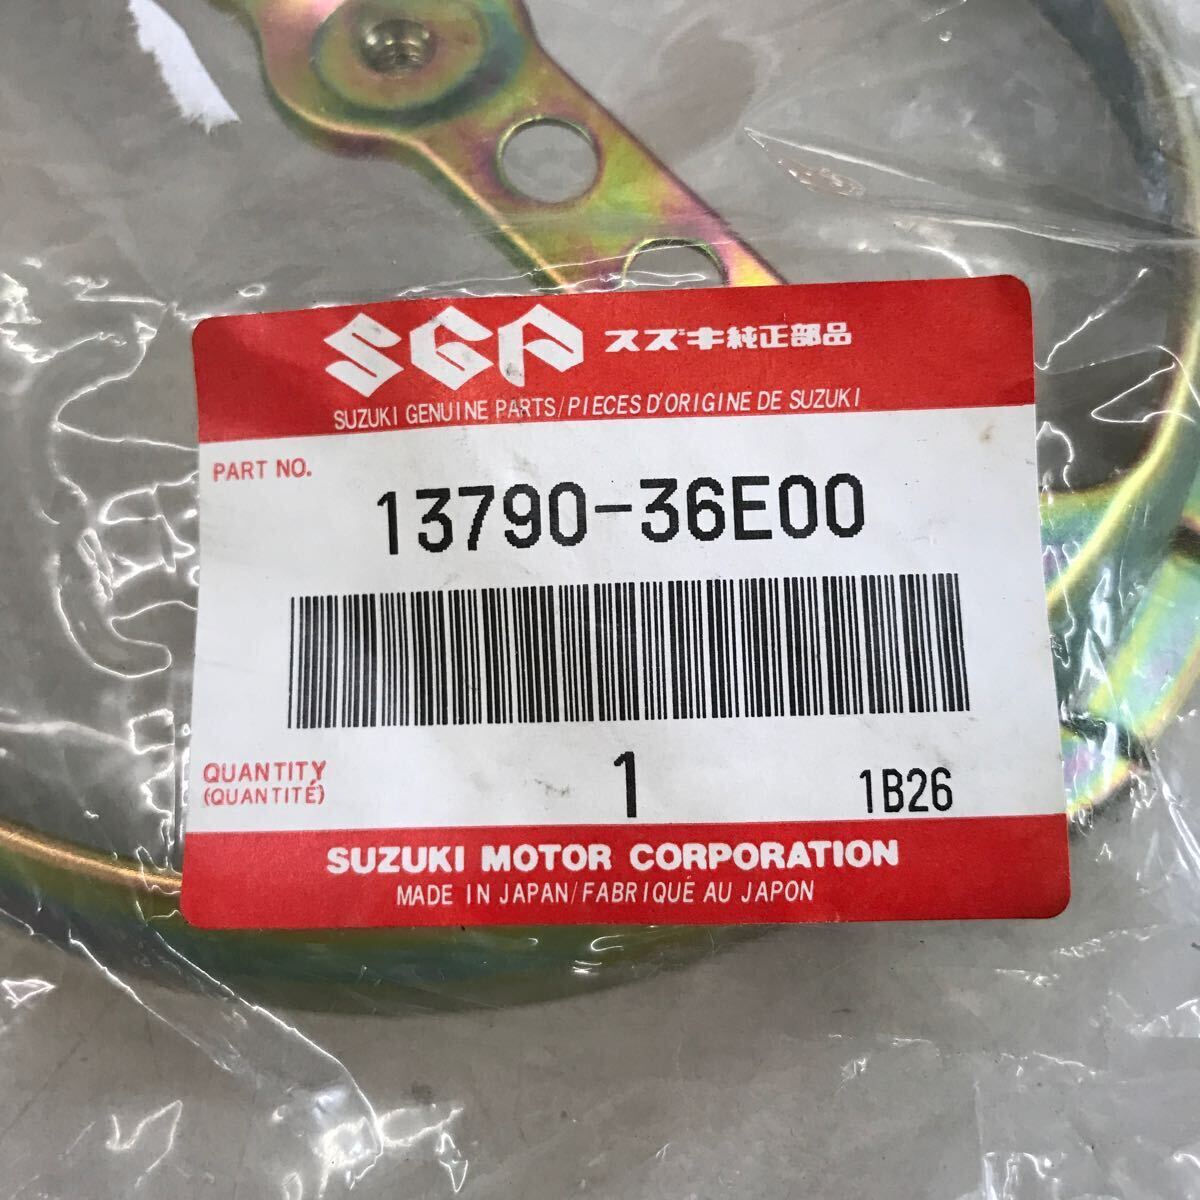 SGP スズキ純正部品
SUZUKI GENUINE PARTS/PIECES D'ORIGINE DE SUZUKI
PART NO.
13790-36E00
QUANTITY
(QUANTITÉ)
1
1B26
SUZUKI MOTOR CORPORATION
MADE IN JAPAN/FABRIQUÉ AU JAPON